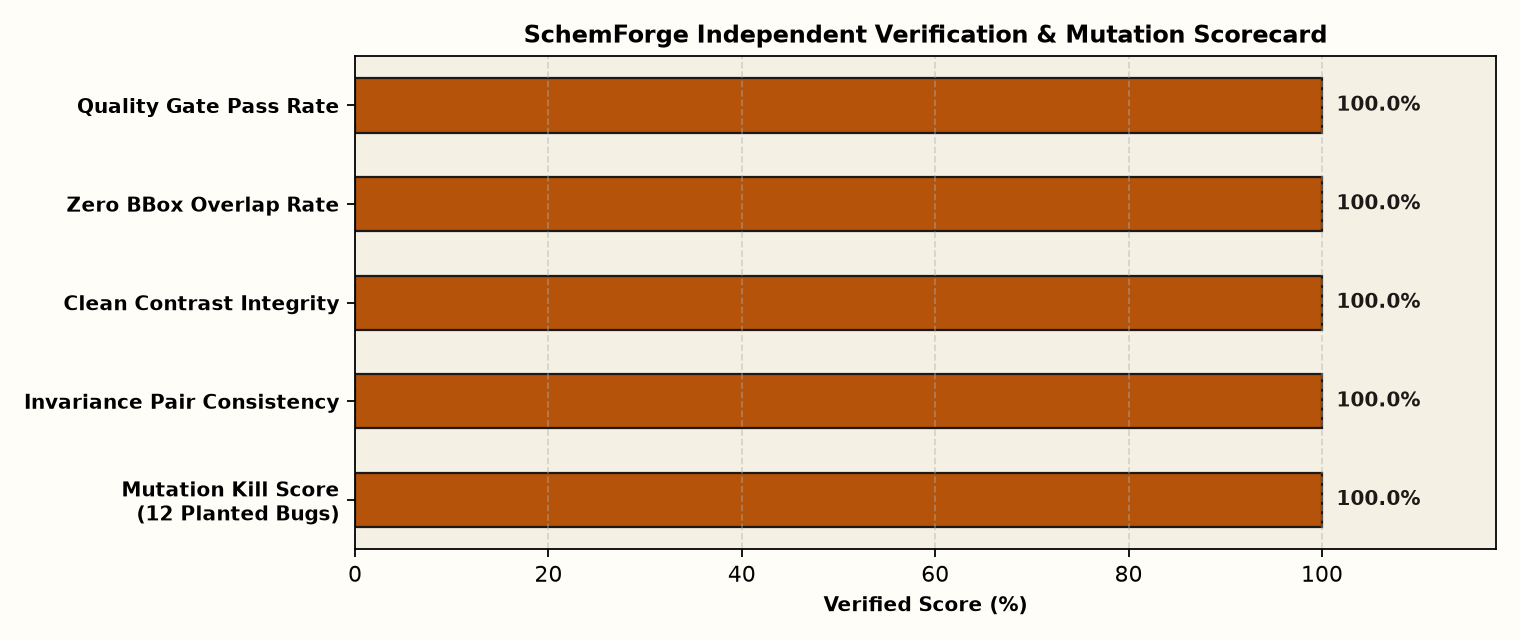 SchemForge Independent Verification & Mutation Scorecard
Quality Gate Pass Rate
100.0%
Zero BBox Overlap Rate
100.0%
Clean Contrast Integrity
100.0%
Invariance Pair Consistency
100.0%
Mutation Kill Score
(12 Planted Bugs)
100.0%
0 20 40 60 80 100
Verified Score (%)